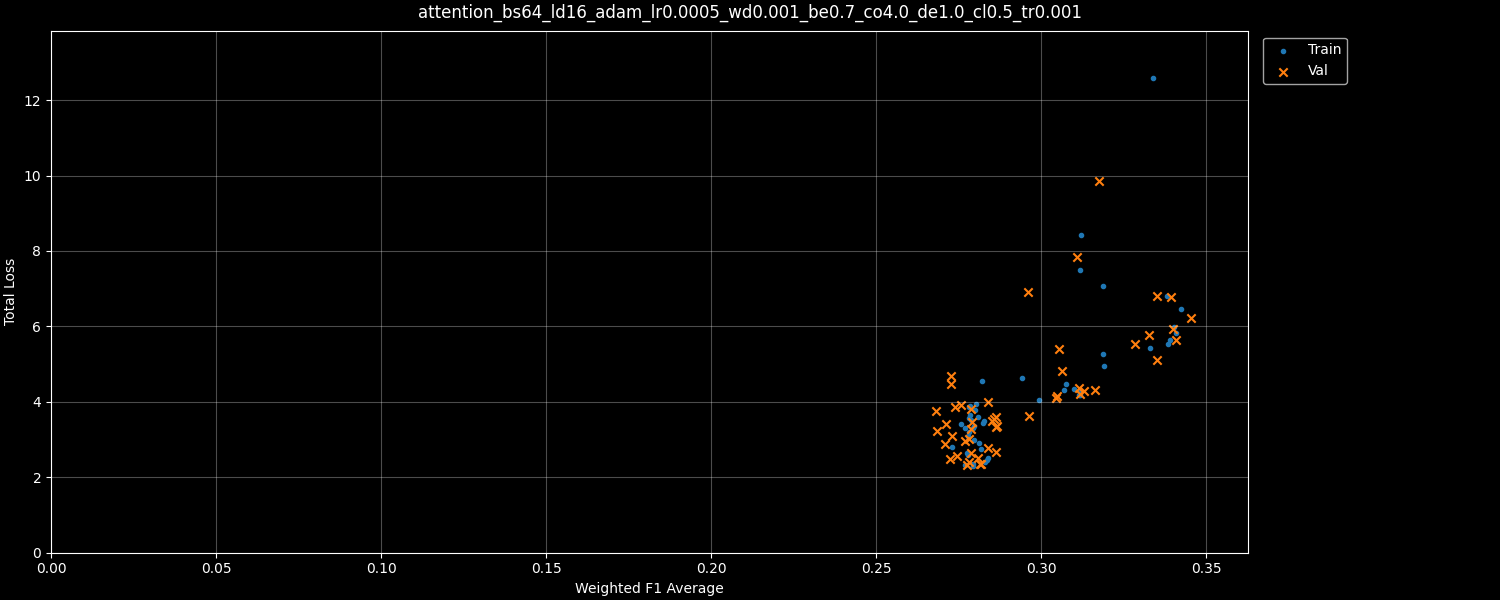 attention_bs64_ld16_adam_lr0.0005_wd0.001_be0.7_co4.0_de1.0_cl0.5_tr0.001
Train
Val
12
10
8
6
4
2
0
Total Loss
0.00 0.05 0.10 0.15 0.20 0.25 0.30 0.35
Weighted F1 Average